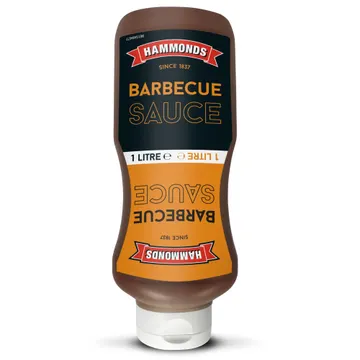 HAMMONDS
SINCE 1827
BARBECUE
SAUCE
1 LITRE e
1 LITRE e
SAUCE
BARBECUE
SINCE 1827
HAMMONDS